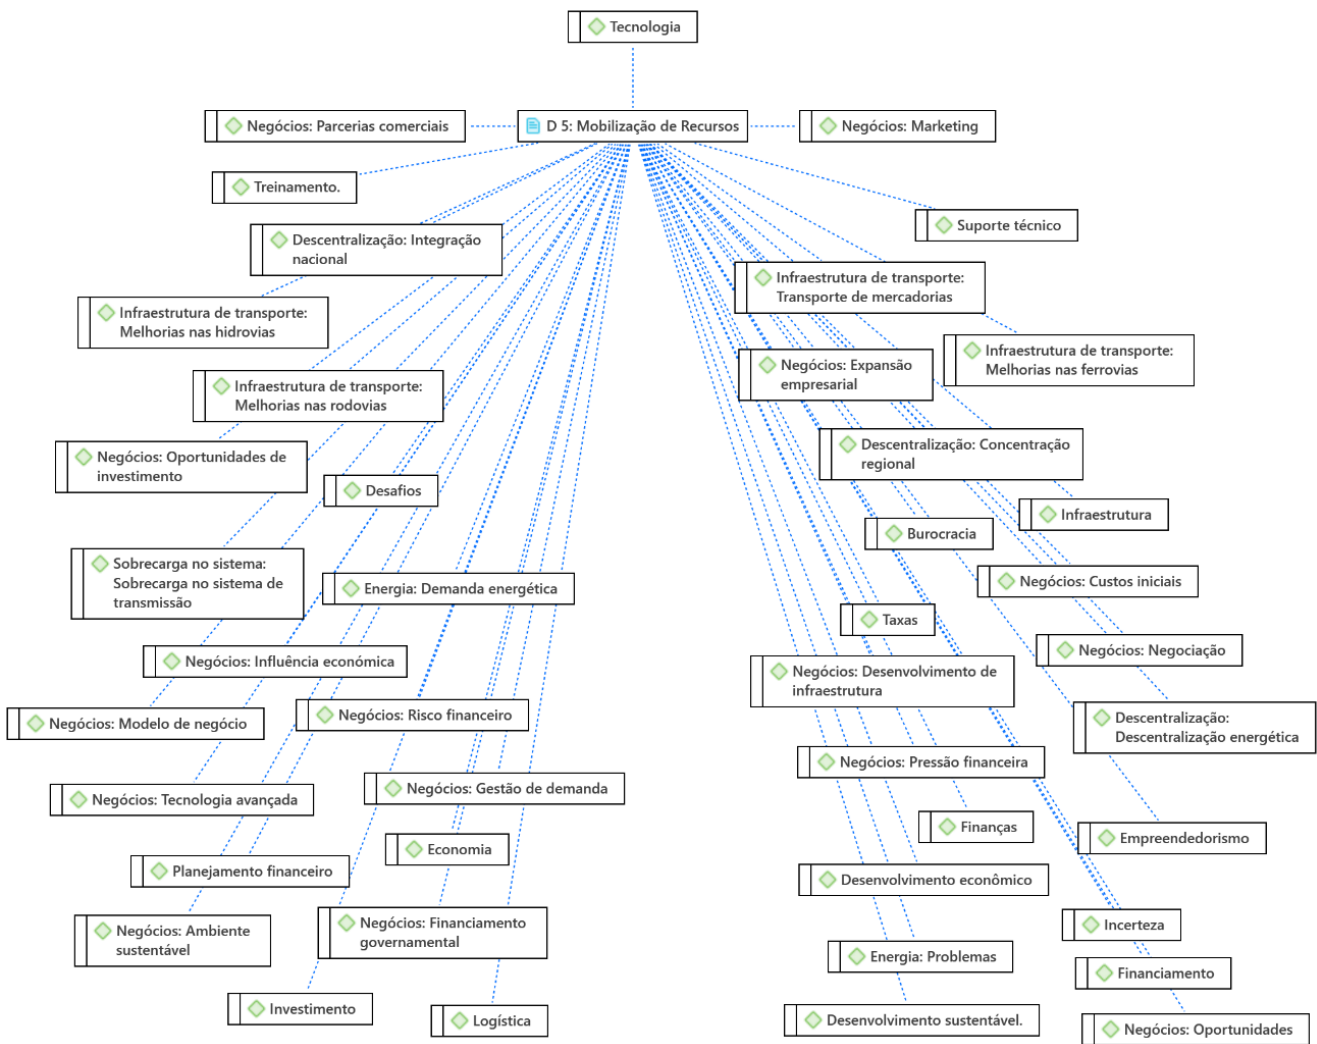 Tecnologia
Negócios: Parcerias comerciais
D 5: Mobilização de Recursos
Negócios: Marketing
Treinamento.
Suporte técnico
Descentralização: Integração
nacional
Infraestrutura de transporte:
Transporte de mercadorias
Infraestrutura de transporte:
Melhorias nas hidrovias
Infraestrutura de transporte:
Melhorias nas ferrovias
Negócios: Expansão
empresarial
Infraestrutura de transporte:
Melhorias nas rodovias
Descentralização: Concentração
regional
Negócios: Oportunidades de
investimento
Desafios
Infraestrutura
Burocracia
Sobrecarga no sistema:
Sobrecarga no sistema de
transmissão
Negócios: Custos iniciais
Energia: Demanda energética
Taxas
Negócios: Negociação
Negócios: Influência económica
Negócios: Desenvolvimento de
infraestrutura
Negócios: Risco financeiro
Negócios: Modelo de negócio
Descentralização:
Descentralização energética
Negócios: Pressão financeira
Negócios: Gestão de demanda
Negócios: Tecnologia avançada
Finanças
Empreendedorismo
Economia
Planejamento financeiro
Desenvolvimento econômico
Negócios: Financiamento
governamental
Incerteza
Negócios: Ambiente
sustentável
Energia: Problemas
Financiamento
Investimento
Logística
Desenvolvimento sustentável.
Negócios: Oportunidades